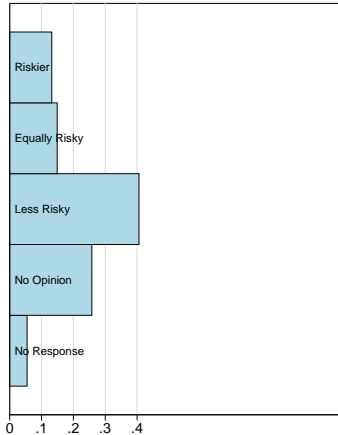 Riskier
Equally Risky
Less Risky
No Opinion
No Response
0 .1 .2 .3 .4